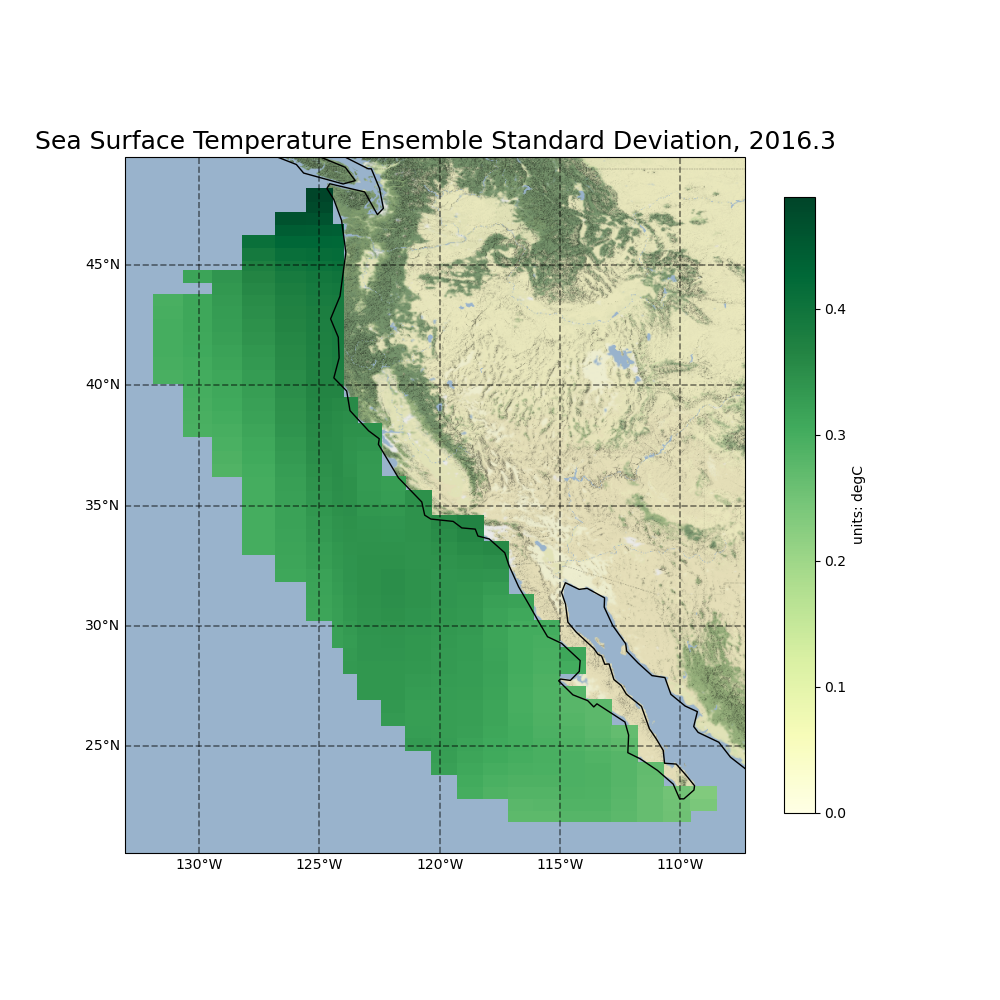 Sea Surface Temperature Ensemble Standard Deviation, 2016.3
45°N
40°N
35°N
30°N
25°N
130°W
125°W
120°W
115°W
110°W
0.4
0.3
0.2
0.1
0.0
units: degC